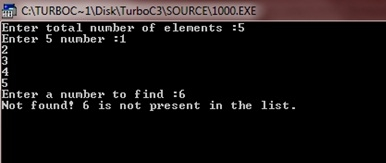 C:\TURBOC~1\Disk\TurboC3\SOURCE\1000.EXE
Enter total number of elements :5
Enter 5 number :1
2
3
4
5
Enter a number to find :6
Not found! 6 is not present in the list.